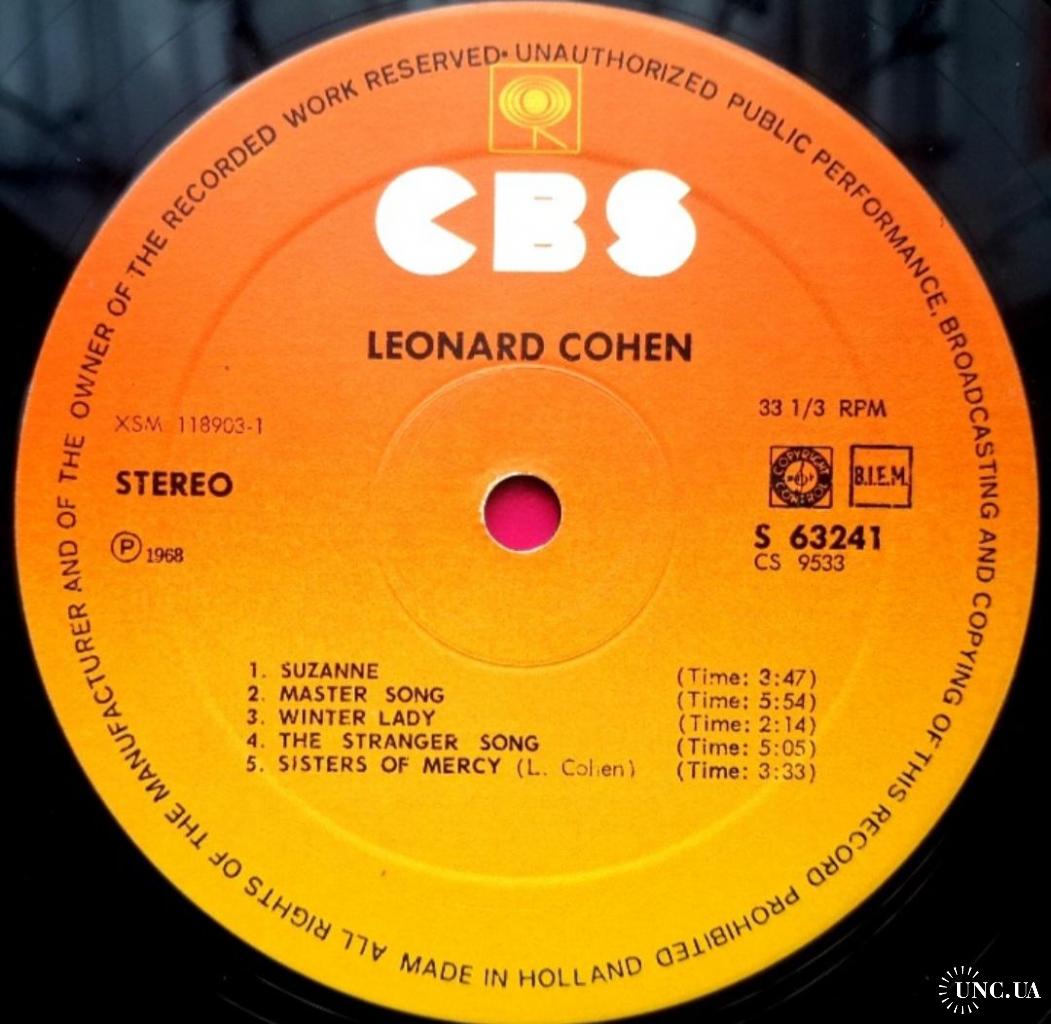 ALL RIGHTS OF THE MANUFACTURER AND OF THE OWNER OF THE RECORDED WORK RESERVED• UNAUTHORIZED PUBLIC PERFORMANCE, BROADCASTING AND COPYING OF THIS RECORD PROHIBITED
MADE IN HOLLAND
CBS
LEONARD COHEN
XSM 118903-1
STEREO
Ⓟ 1968
33 1/3 RPM
COPYRIGHT CONTROL
B.I.E.M.
S 63241
CS 9533
1. SUZANNE (Time: 3:47)
2. MASTER SONG (Time: 5:54)
3. WINTER LADY (Time: 2:14)
4. THE STRANGER SONG (Time: 5:05)
5. SISTERS OF MERCY (L. Cohen) (Time: 3:33)
UNC.UA